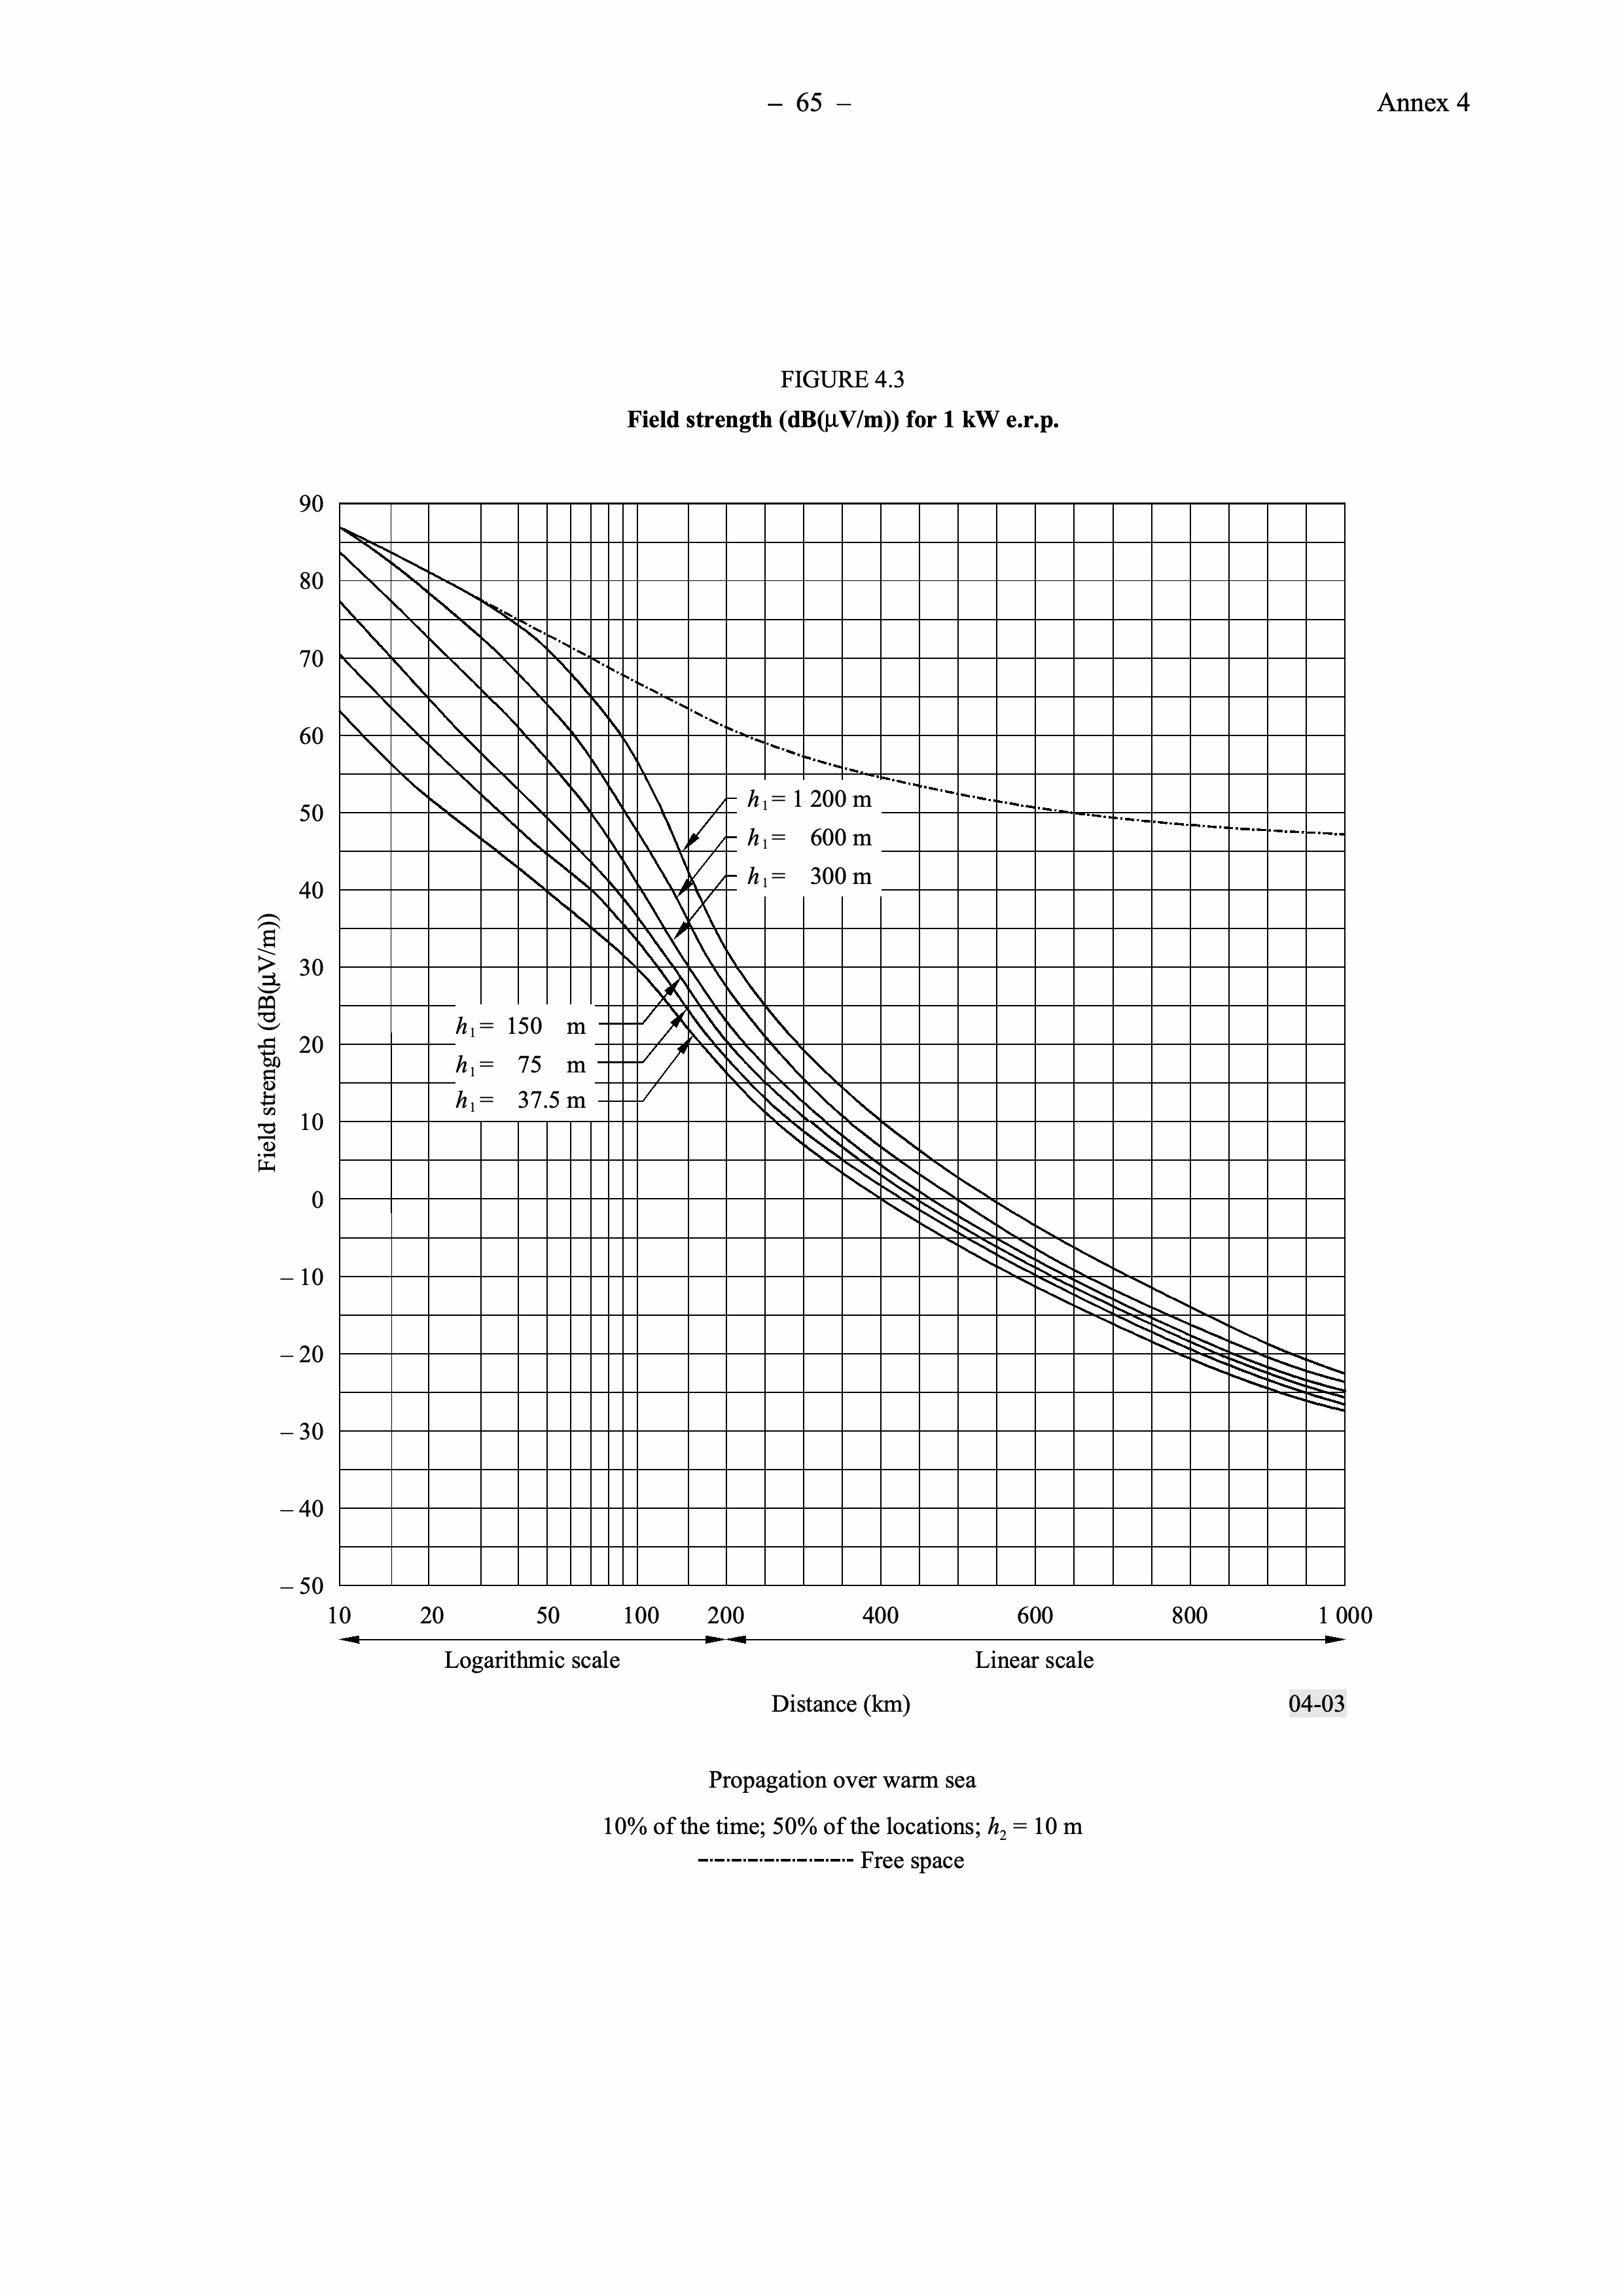 – 65 –
Annex 4
FIGURE 4.3
Field strength (dB(µV/m)) for 1 kW e.r.p.
90
80
70
60
50
40
30
20
10
0
– 10
– 20
– 30
– 40
– 50
Field strength (dB(µV/m))
h₁ = 1 200 m
h₁ = 600 m
h₁ = 300 m
h₁ = 150 m
h₁ = 75 m
h₁ = 37.5 m
10 20 50 100 200 400 600 800 1 000
Logarithmic scale Linear scale
Distance (km)
04-03
Propagation over warm sea
10% of the time; 50% of the locations; h₂ = 10 m
Free space